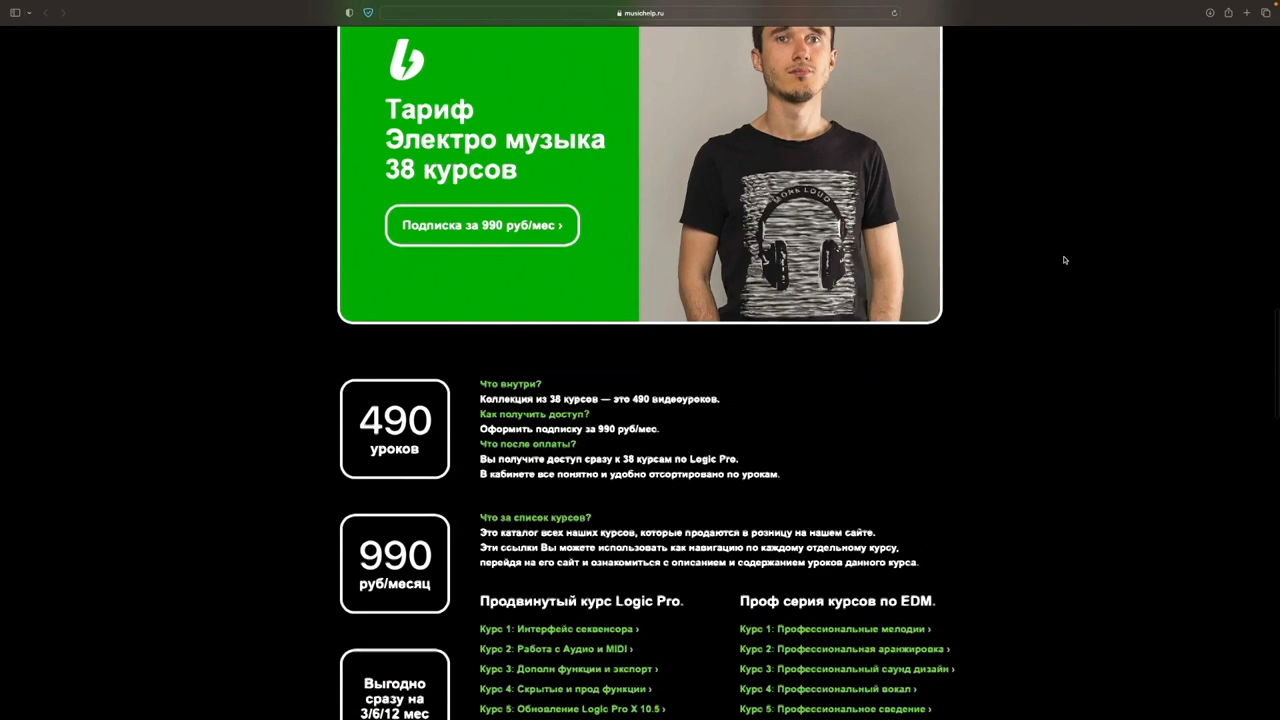 musichelp.ru
Тариф
Электро музыка
38 курсов
Подписка за 990 руб/мес ›
WORK LOUD
490
уроков
Что внутри?
Коллекция из 38 курсов — это 490 видеоуроков.
Как получить доступ?
Оформить подписку за 990 руб/мес.
Что после оплаты?
Вы получите доступ сразу к 38 курсам по Logic Pro.
В кабинете все понятно и удобно отсортировано по урокам.
990
руб/месяц
Что за список курсов?
Это каталог всех наших курсов, которые продаются в розницу на нашем сайте.
Эти ссылки Вы можете использовать как навигацию по каждому отдельному курсу,
перейдя на его сайт и ознакомиться с описанием и содержанием уроков данного курса.
Продвинутый курс Logic Pro.
Курс 1: Интерфейс секвенсора ›
Курс 2: Работа с Аудио и MIDI ›
Курс 3: Дополн функции и экспорт ›
Курс 4: Скрытые и прод функции ›
Курс 5: Обновление Logic Pro X 10.5 ›
Проф серия курсов по EDM.
Курс 1: Профессиональные мелодии ›
Курс 2: Профессиональная аранжировка ›
Курс 3: Профессиональный саунд дизайн ›
Курс 4: Профессиональный вокал ›
Курс 5: Профессиональное сведение ›
Выгодно
сразу на
3/6/12 мес